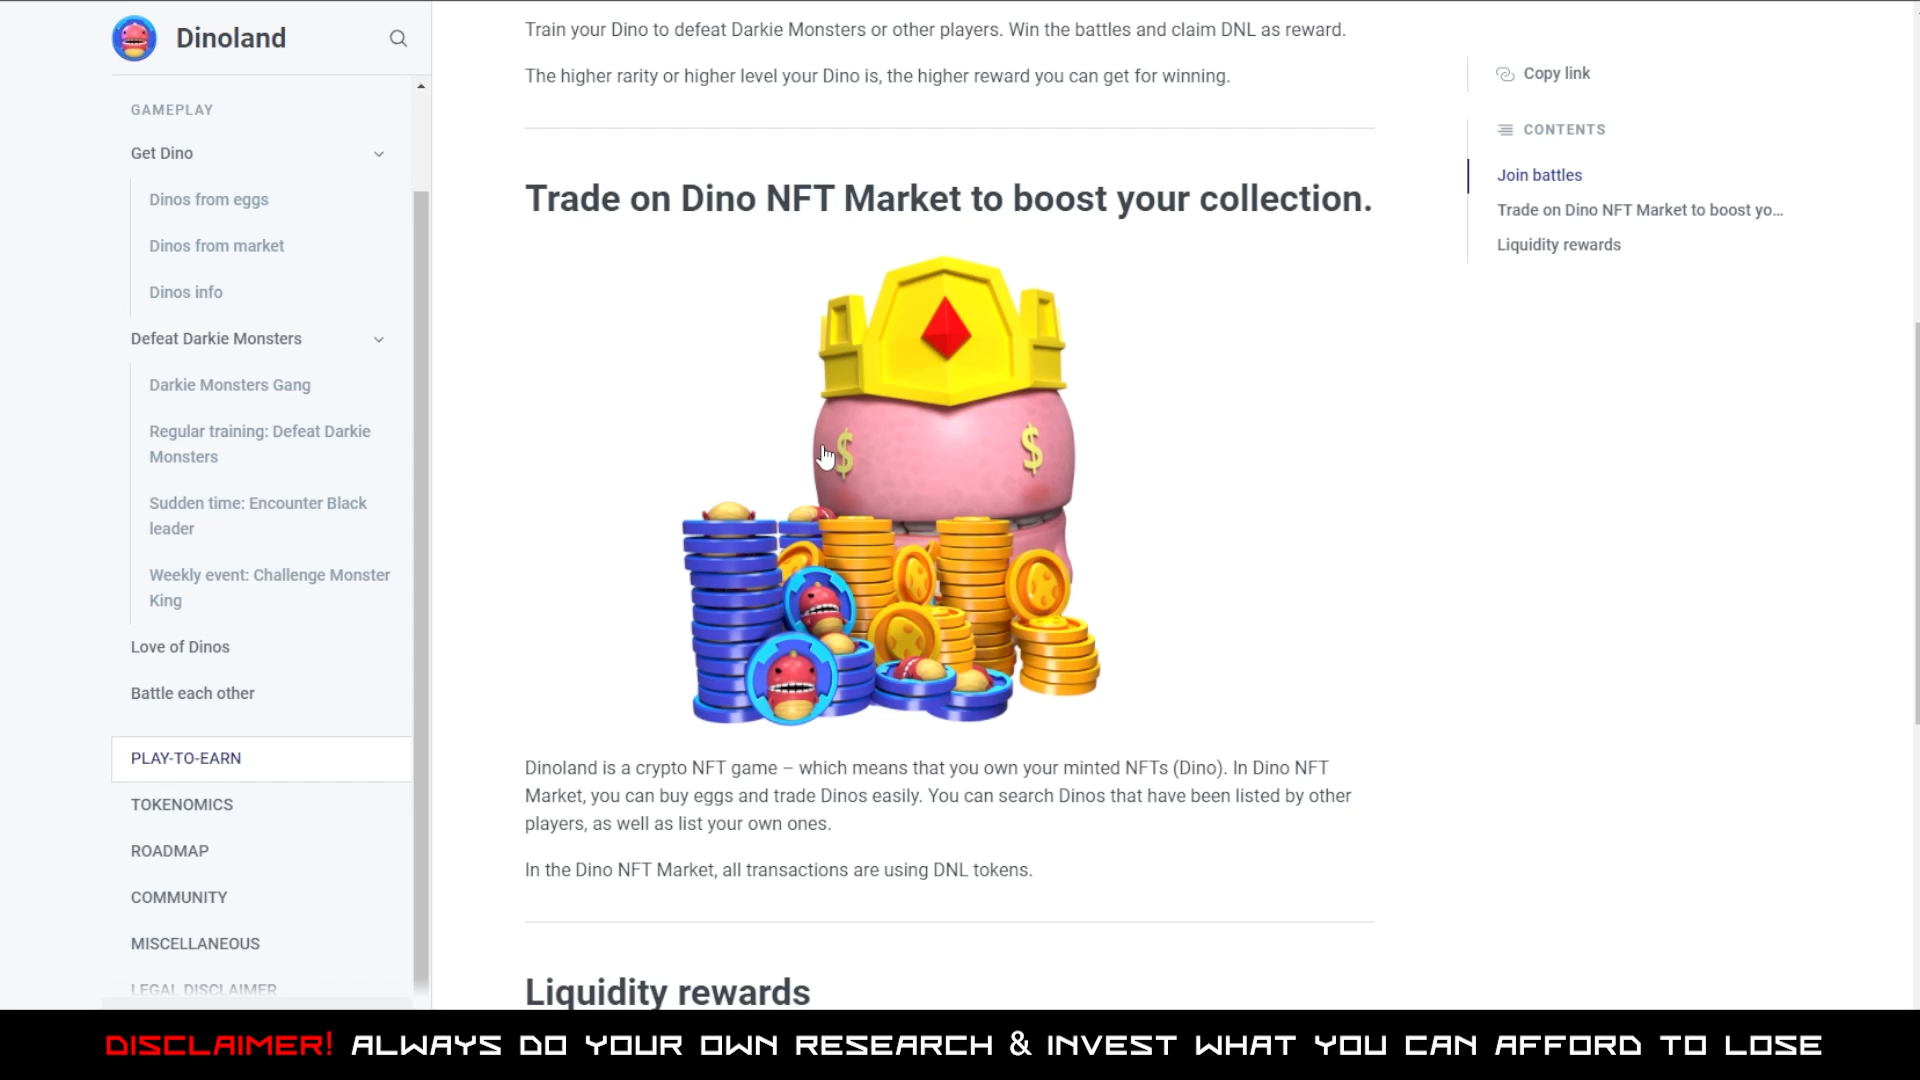 Dinoland
GAMEPLAY
Get Dino
Dinos from eggs
Dinos from market
Dinos info
Defeat Darkie Monsters
Darkie Monsters Gang
Regular training: Defeat Darkie
Monsters
Sudden time: Encounter Black
leader
Weekly event: Challenge Monster
King
Love of Dinos
Battle each other
PLAY-TO-EARN
TOKENOMICS
ROADMAP
COMMUNITY
MISCELLANEOUS
LEGAL DISCLAIMER
Train your Dino to defeat Darkie Monsters or other players. Win the battles and claim DNL as reward.
The higher rarity or higher level your Dino is, the higher reward you can get for winning.
Trade on Dino NFT Market to boost your collection.
$ $
Dinoland is a crypto NFT game – which means that you own your minted NFTs (Dino). In Dino NFT
Market, you can buy eggs and trade Dinos easily. You can search Dinos that have been listed by other
players, as well as list your own ones.
In the Dino NFT Market, all transactions are using DNL tokens.
Liquidity rewards
Copy link
CONTENTS
Join battles
Trade on Dino NFT Market to boost yo...
Liquidity rewards
DISCLAIMER! ALWAYS DO YOUR OWN RESEARCH & INVEST WHAT YOU CAN AFFORD TO LOSE